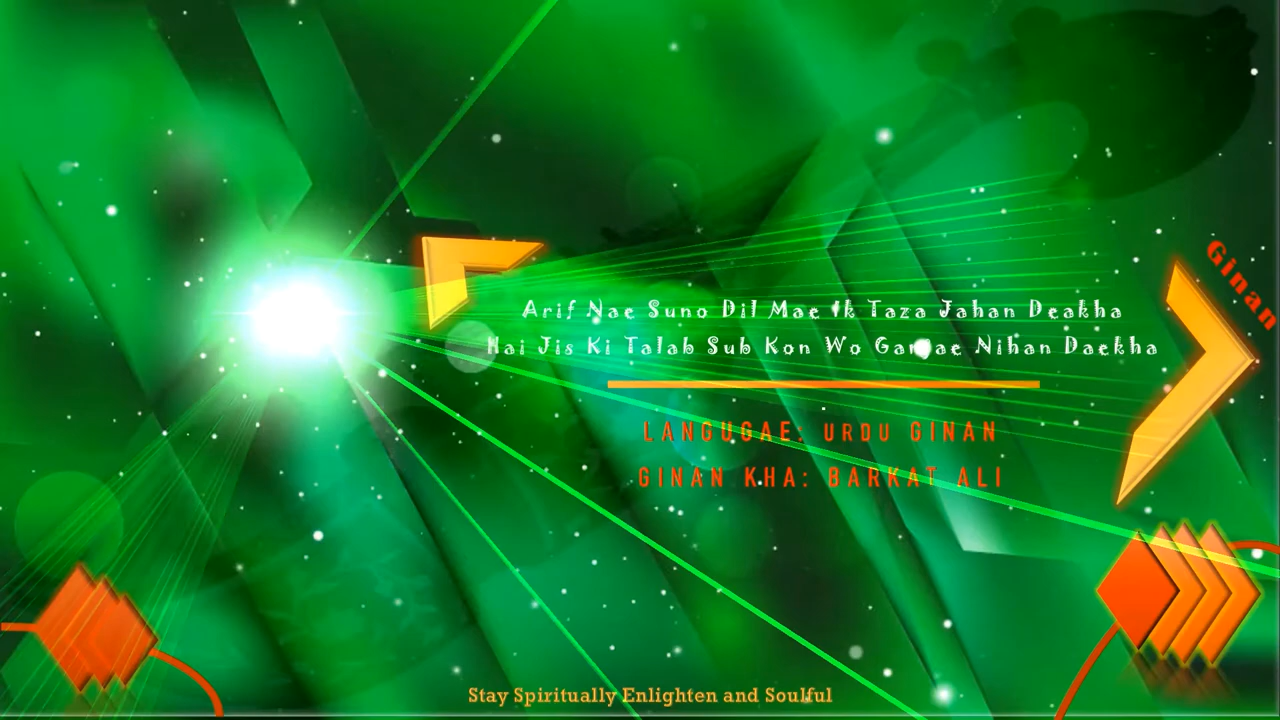 Ginan
Arif Nae Suno Dil Mae Ik Taza Jahan Deakha
Hai Jis Ki Talab Sub Kon Wo Gangae Nihan Daekha
LANGUGAE: URDU GINAN
GINAN KHA: BARKAT ALI
Stay Spiritually Enlighten and Soulful